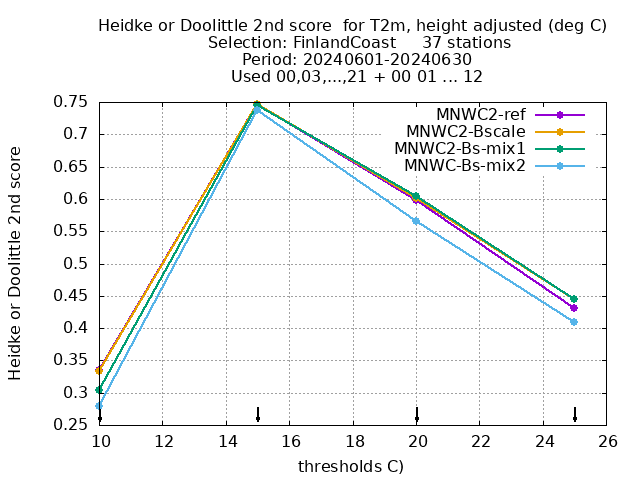 Heidke or Doolittle 2nd score  for T2m, height adjusted (deg C)
Selection: FinlandCoast     37 stations
Period: 20240601-20240630
Used 00,03,...,21 + 00 01 ... 12
MNWC2-ref
MNWC2-Bscale
MNWC2-Bs-mix1
MNWC-Bs-mix2
Heidke or Doolittle 2nd score
0.75
0.7
0.65
0.6
0.55
0.5
0.45
0.4
0.35
0.3
0.25
10 12 14 16 18 20 22 24 26
thresholds C)